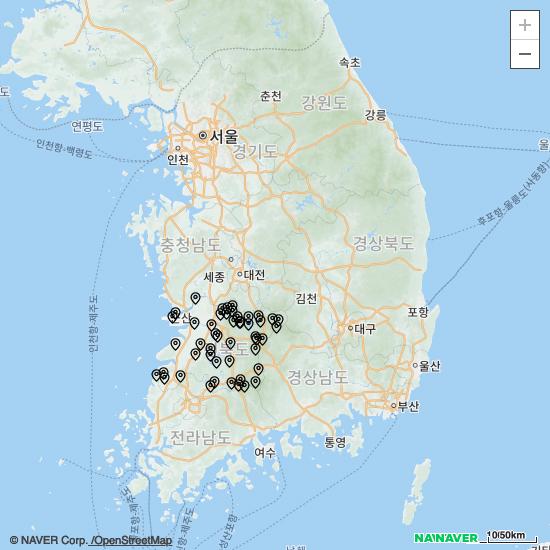 속초
춘천
강원도
강릉
연평도
서울
인천
경기도
인천항-백령도
울
후포항-울릉도(사동항)
충청남도
경상북도
세종
대전
인천항-제주도
김천
포항
대구
북도
울산
경상남도
부산
전라남도
여수
통영
© NAVER Corp. /OpenStreetMap
NAVER
10/50km